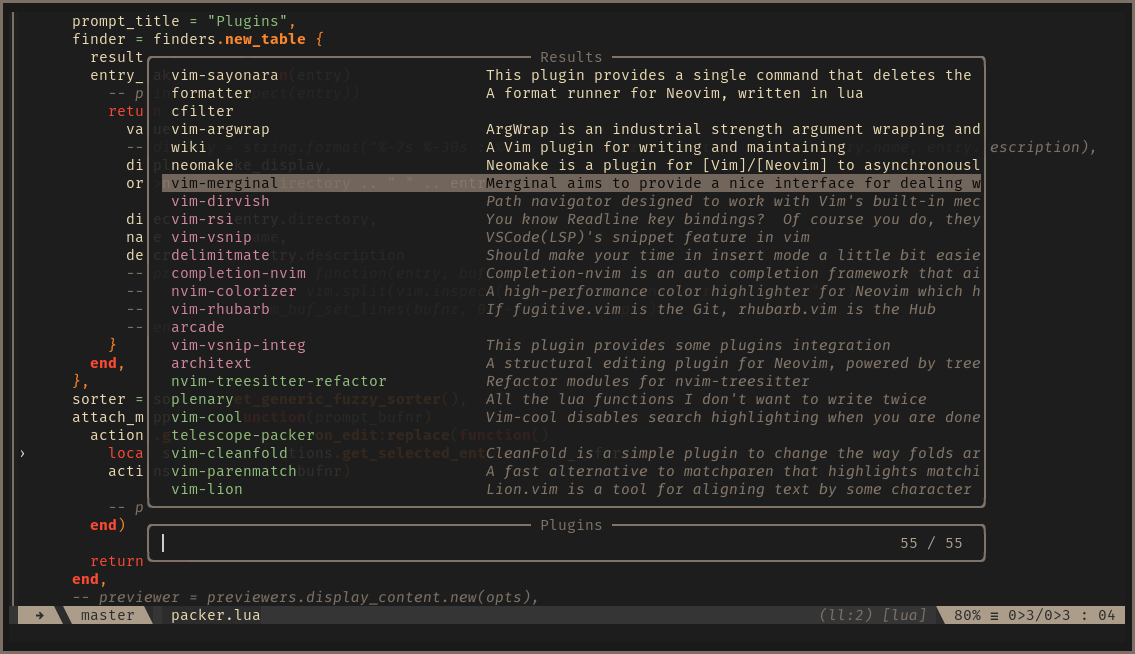 prompt_title = "Plugins",
finder = finders.new_table {
result
entry_
-- p
retu
va
--
di
or
di
na
de
--
--
--
--
}
end,
},
sorter =
attach_m
action
› loca
acti
-- p
end)
return
end,
-- previewer = previewers.display_content.new(opts),
escription),
Results
vim-sayonara This plugin provides a single command that deletes the
formatter A format runner for Neovim, written in lua
cfilter
vim-argwrap ArgWrap is an industrial strength argument wrapping and
wiki A Vim plugin for writing and maintaining
neomake Neomake is a plugin for [Vim]/[Neovim] to asynchronousl
vim-merginal Merginal aims to provide a nice interface for dealing w
vim-dirvish Path navigator designed to work with Vim's built-in mec
vim-rsi You know Readline key bindings?  Of course you do, they
vim-vsnip VSCode(LSP)'s snippet feature in vim
delimitmate Should make your time in insert mode a little bit easie
completion-nvim Completion-nvim is an auto completion framework that ai
nvim-colorizer A high-performance color highlighter for Neovim which h
vim-rhubarb If fugitive.vim is the Git, rhubarb.vim is the Hub
arcade
vim-vsnip-integ This plugin provides some plugins integration
architext A structural editing plugin for Neovim, powered by tree
nvim-treesitter-refactor Refactor modules for nvim-treesitter
plenary All the lua functions I don't want to write twice
vim-cool Vim-cool disables search highlighting when you are done
telescope-packer
vim-cleanfold CleanFold is a simple plugin to change the way folds ar
vim-parenmatch A fast alternative to matchparen that highlights matchi
vim-lion Lion.vim is a tool for aligning text by some character
Plugins
55 / 55
➔ master packer.lua (ll:2) [lua] 80% ≡ 0>3/0>3 : 04